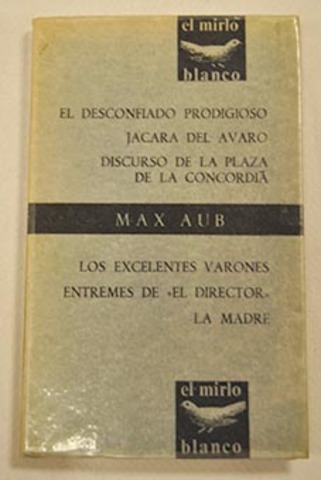 el mirlo
blanco
EL DESCONFIADO PRODIGIOSO
JACARA DEL AVARO
DISCURSO DE LA PLAZA
DE LA CONCORDIA
MAX AUB
LOS EXCELENTES VARONES
ENTREMES DE «EL DIRECTOR»
LA MADRE
el mirlo
blanco